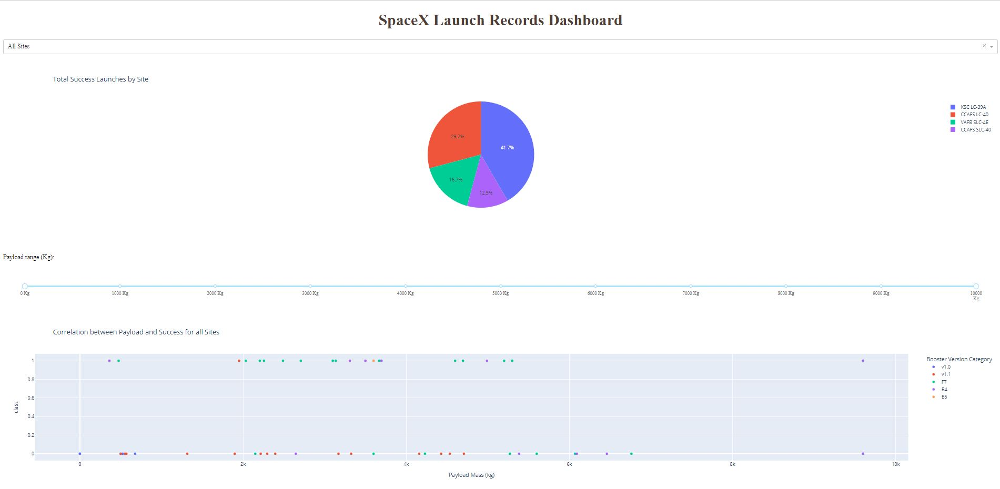 SpaceX Launch Records Dashboard
All Sites
Total Success Launches by Site
29.2%
41.7%
16.7%
12.5%
KSC LC-39A
CCAFS LC-40
VAFB SLC-4E
CCAFS SLC-40
Payload range (Kg):
0 Kg 1000 Kg 2000 Kg 3000 Kg 4000 Kg 5000 Kg 6000 Kg 7000 Kg 8000 Kg 9000 Kg 10000
Kg
Correlation between Payload and Success for all Sites
1
0.8
0.6
0.4
0.2
0
class
0 2k 4k 6k 8k 10k
Payload Mass (kg)
Booster Version Category
v1.0
v1.1
FT
B4
B5